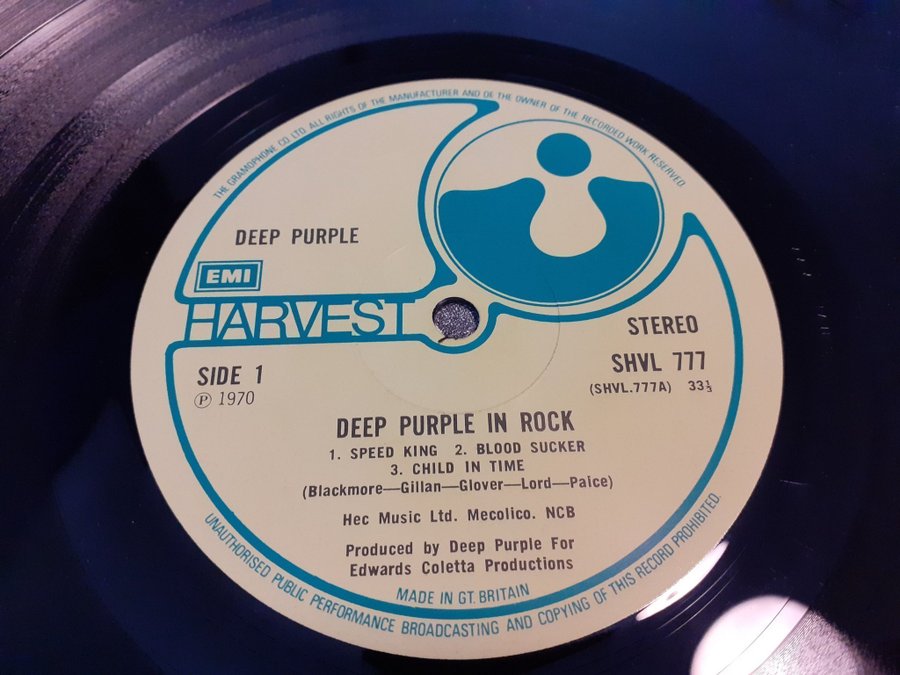 THE GRAMOPHONE CO. LTD. ALL RIGHTS OF THE MANUFACTURER AND OF THE OWNER OF THE RECORDED WORK RESERVED.
DEEP PURPLE
EMI
HARVEST
STEREO
SIDE 1
SHVL 777
℗ 1970
(SHVL.777A) 33⅓
DEEP PURPLE IN ROCK
1. SPEED KING 2. BLOOD SUCKER
3. CHILD IN TIME
(Blackmore—Gillan—Glover—Lord—Paice)
Hec Music Ltd. Mecolico. NCB
Produced by Deep Purple For
Edwards Coletta Productions
MADE IN GT. BRITAIN
UNAUTHORISED PUBLIC PERFORMANCE BROADCASTING AND COPYING OF THIS RECORD PROHIBITED.